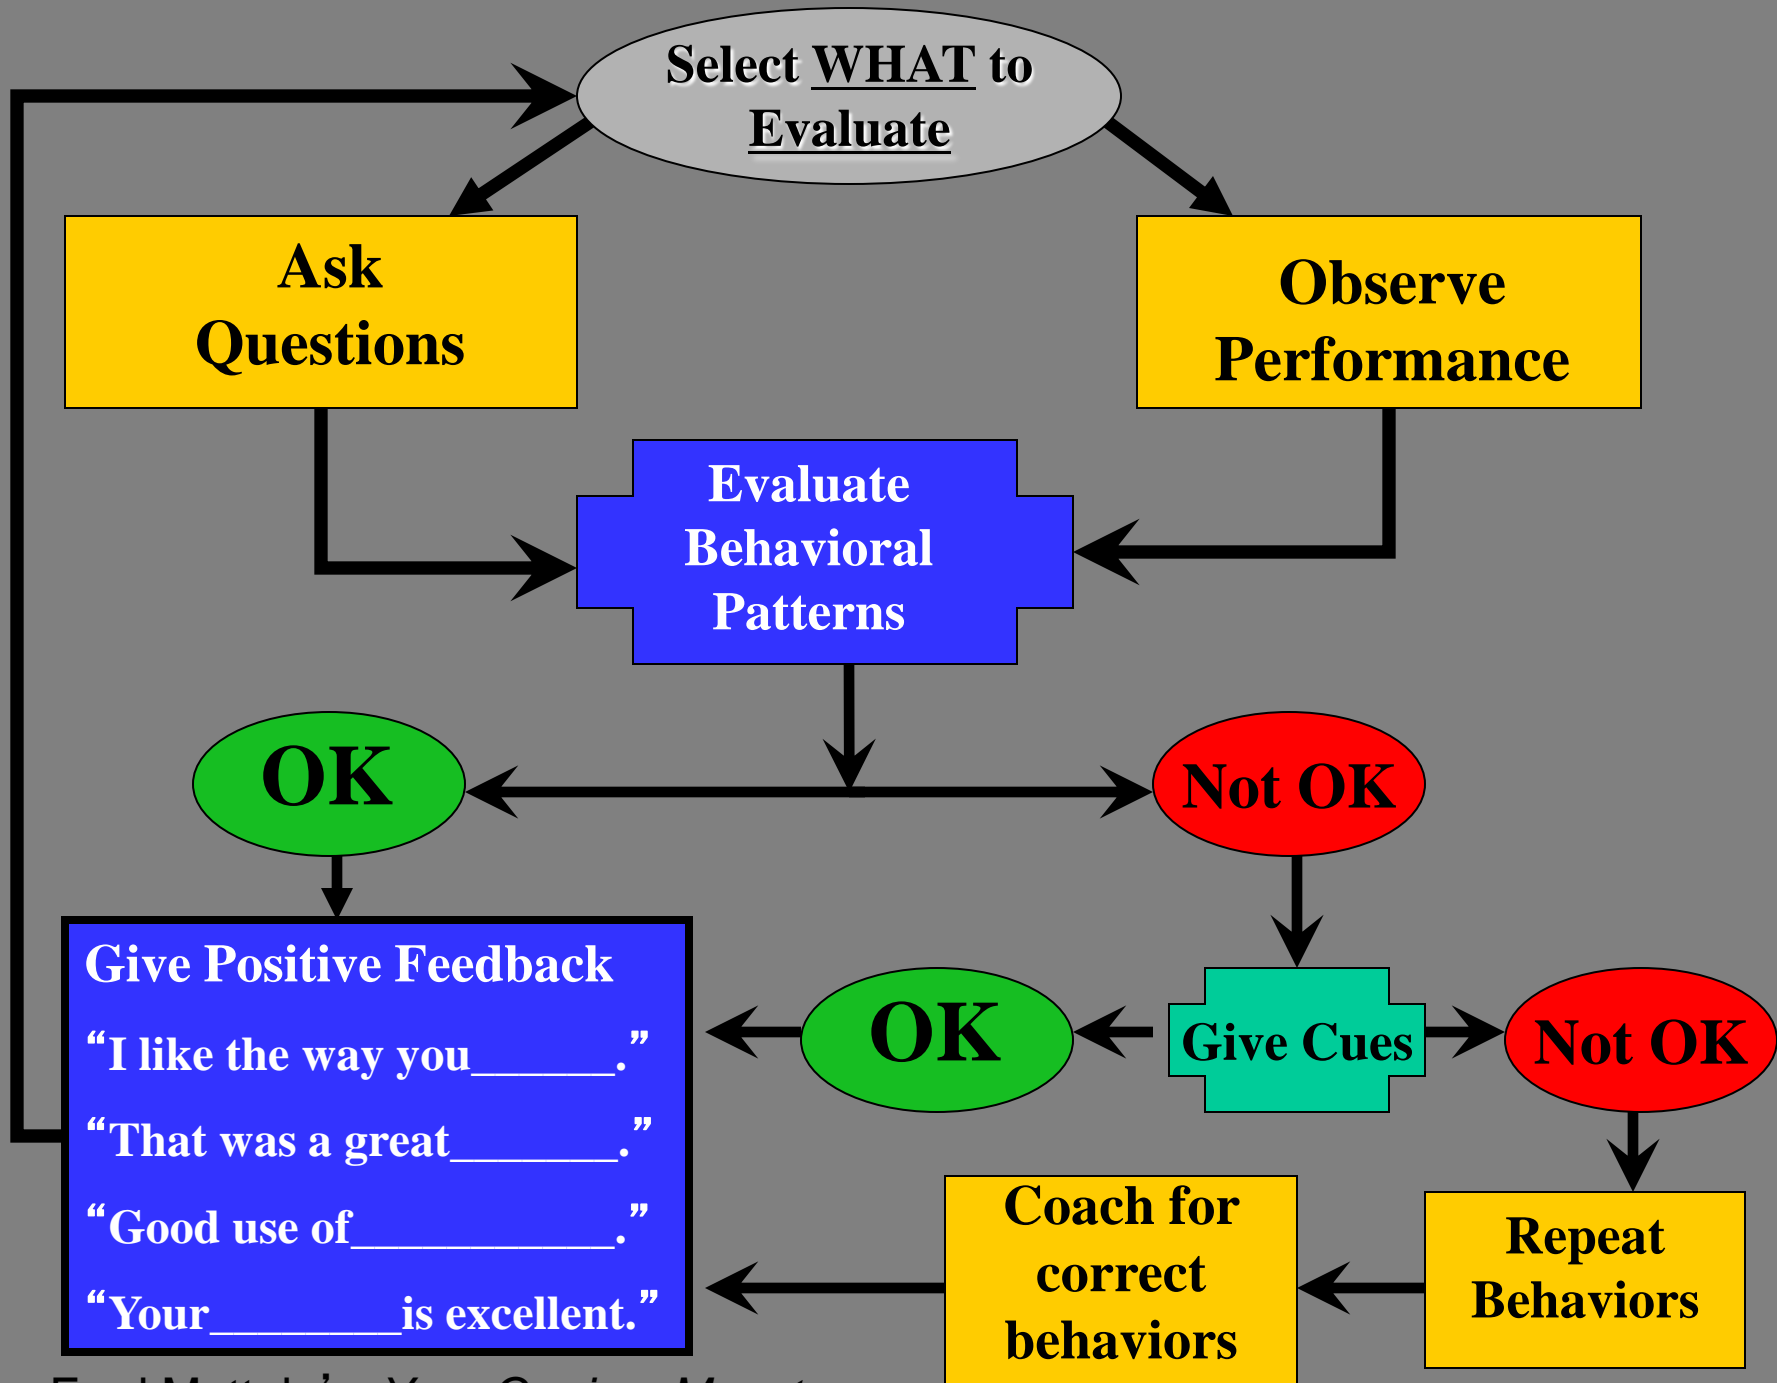 Select WHAT to
Evaluate
Ask
Questions
Observe
Performance
Evaluate
Behavioral
Patterns
OK
Not OK
Give Positive Feedback
“I like the way you______.”
“That was a great_______.”
“Good use of___________.”
“Your________is excellent.”
OK
Give Cues
Not OK
Coach for
correct
behaviors
Repeat
Behaviors